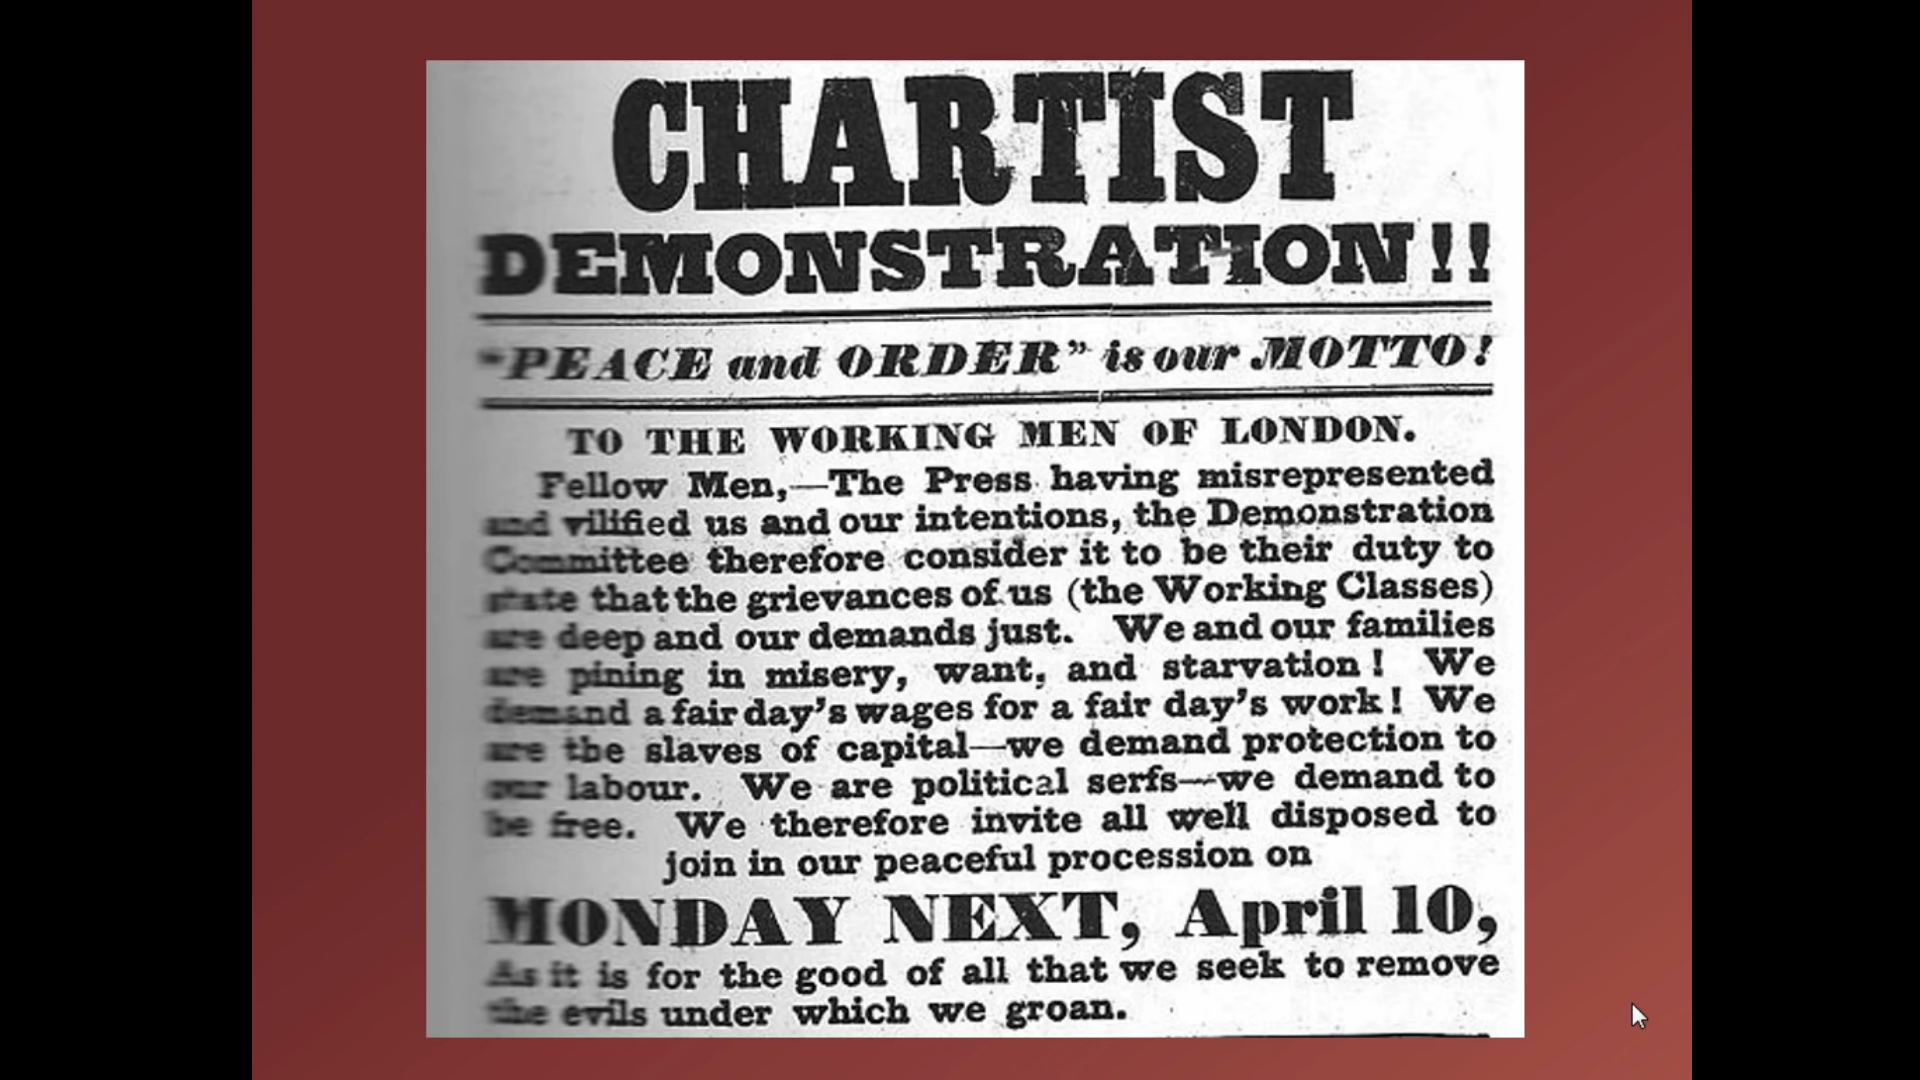 CHARTIST
DEMONSTRATION!!
"PEACE and ORDER" is our MOTTO!
TO THE WORKING MEN OF LONDON.
Fellow Men,—The Press having misrepresented
and vilified us and our intentions, the Demonstration
Committee therefore consider it to be their duty to
state that the grievances of us (the Working Classes)
are deep and our demands just. We and our families
are pining in misery, want, and starvation! We
demand a fair day's wages for a fair day's work! We
are the slaves of capital—we demand protection to
our labour. We are political serfs—we demand to
be free. We therefore invite all well disposed to
join in our peaceful procession on
MONDAY NEXT, April 10,
As it is for the good of all that we seek to remove
the evils under which we groan.